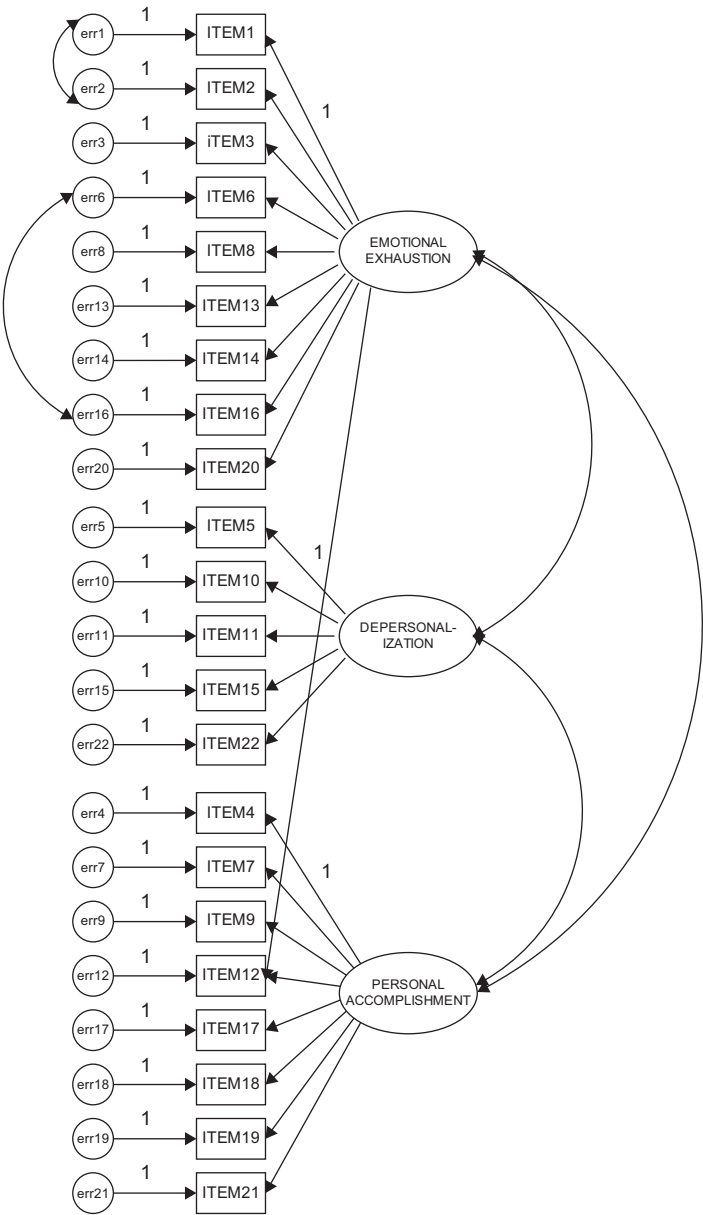 1
err1
ITEM1
1
err2
ITEM2
1
1
err3
iTEM3
1
err6
ITEM6
1
err8
ITEM8
EMOTIONAL
EXHAUSTION
1
err13
ITEM13
1
err14
ITEM14
1
err16
ITEM16
1
err20
ITEM20
1
err5
ITEM5
1
1
err10
ITEM10
1
err11
ITEM11
DEPERSONAL-
IZATION
1
err15
ITEM15
1
err22
ITEM22
1
err4
ITEM4
1
err7
ITEM7
1
1
err9
ITEM9
1
err12
ITEM12
PERSONAL
ACCOMPLISHMENT
1
err17
ITEM17
1
err18
ITEM18
1
err19
ITEM19
1
err21
ITEM21